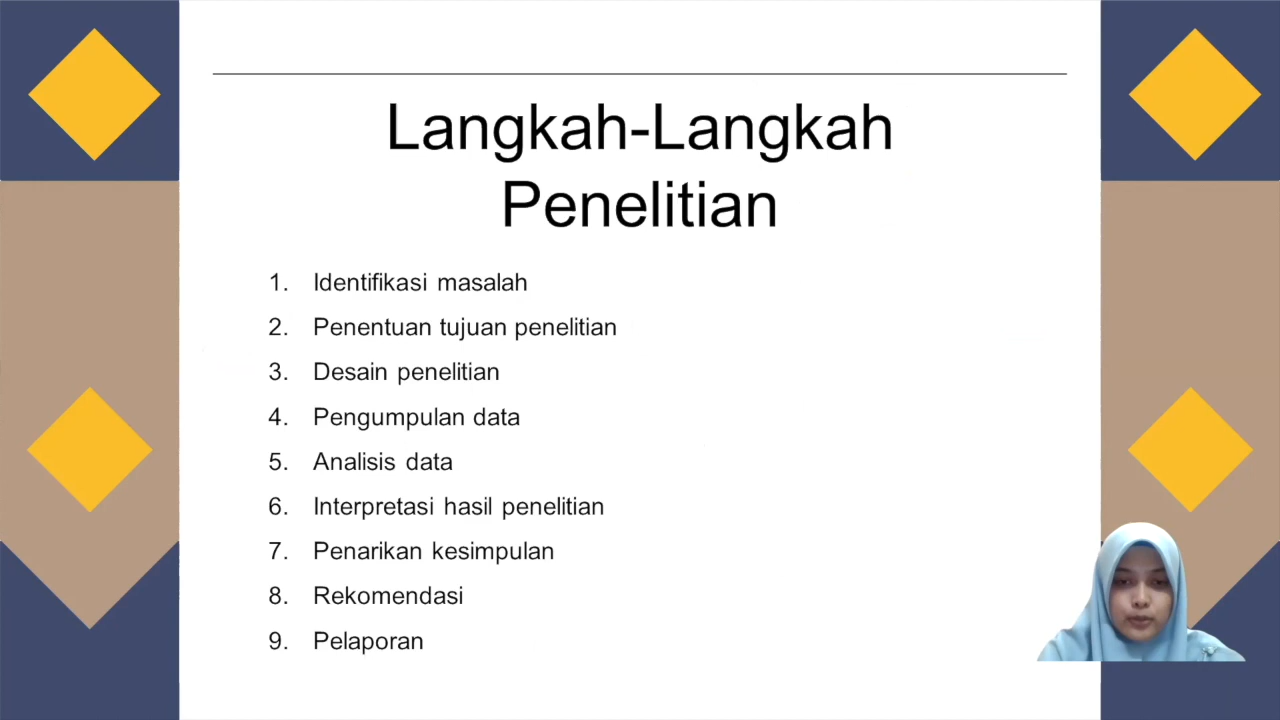 Langkah-Langkah
Penelitian
1. Identifikasi masalah
2. Penentuan tujuan penelitian
3. Desain penelitian
4. Pengumpulan data
5. Analisis data
6. Interpretasi hasil penelitian
7. Penarikan kesimpulan
8. Rekomendasi
9. Pelaporan